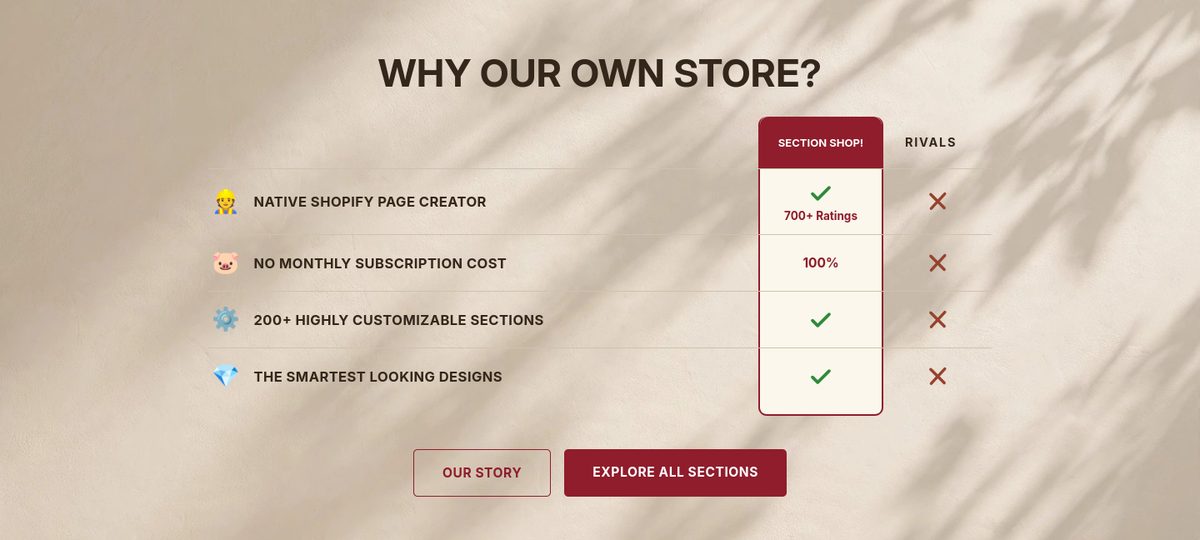 WHY OUR OWN STORE?
SECTION SHOP! RIVALS
NATIVE SHOPIFY PAGE CREATOR
700+ Ratings
NO MONTHLY SUBSCRIPTION COST 100%
200+ HIGHLY CUSTOMIZABLE SECTIONS
THE SMARTEST LOOKING DESIGNS
OUR STORY EXPLORE ALL SECTIONS